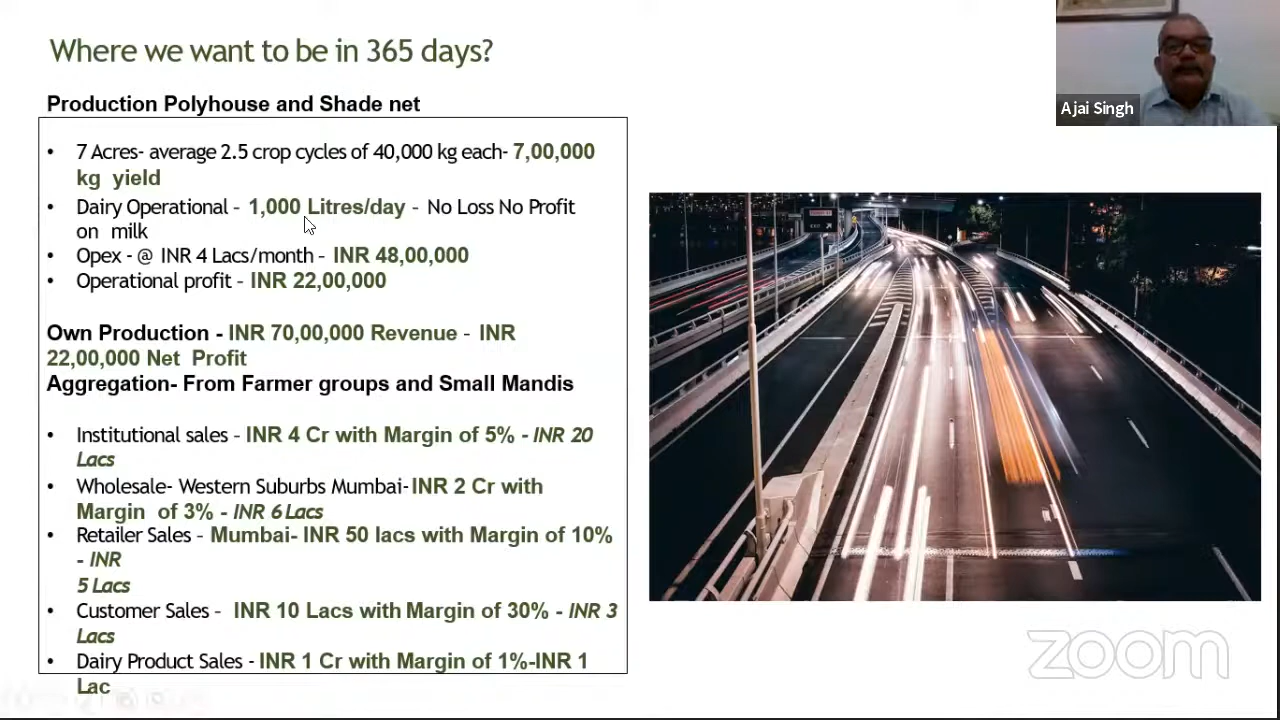 Where we want to be in 365 days?
Ajai Singh
Production Polyhouse and Shade net
• 7 Acres- average 2.5 crop cycles of 40,000 kg each- 7,00,000
kg yield
• Dairy Operational - 1,000 Litres/day - No Loss No Profit
on milk
• Opex - @ INR 4 Lacs/month - INR 48,00,000
• Operational profit - INR 22,00,000
Own Production - INR 70,00,000 Revenue - INR
22,00,000 Net Profit
Aggregation- From Farmer groups and Small Mandis
• Institutional sales - INR 4 Cr with Margin of 5% - INR 20
Lacs
• Wholesale- Western Suburbs Mumbai- INR 2 Cr with
Margin of 3% - INR 6 Lacs
• Retailer Sales - Mumbai- INR 50 lacs with Margin of 10%
- INR
5 Lacs
• Customer Sales - INR 10 Lacs with Margin of 30% - INR 3
Lacs
• Dairy Product Sales - INR 1 Cr with Margin of 1%-INR 1
Lac
zoom